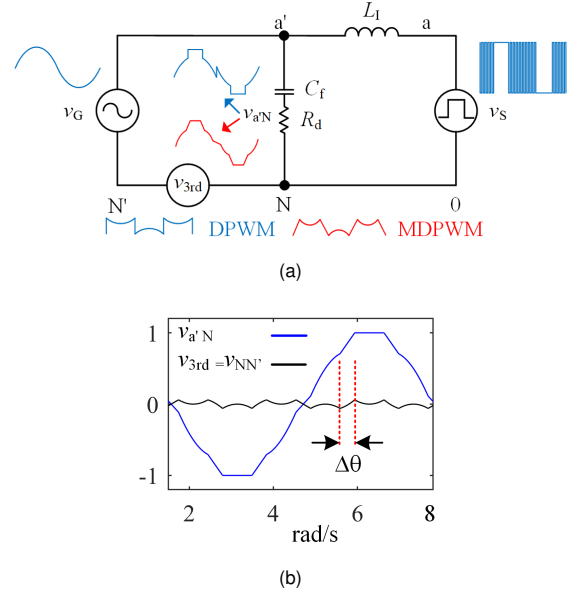 a'
L_I
a
C_f
R_d
v_G
v_a'N
v_S
v_3rd
N'
N
0
DPWM
MDPWM
(a)
1
v_a' N
v_3rd =v_NN'
0
Δθ
-1
2
4
6
8
rad/s
(b)